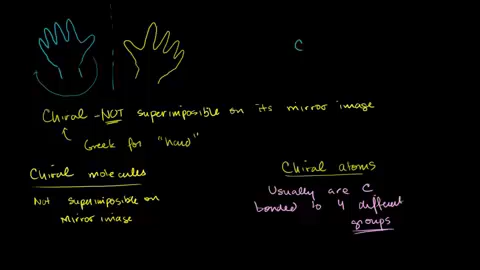 C
Chiral - NOT superimposible on its mirror image
Greek for "hand"
Chiral molecules
Not superimposible on
mirror image
Chiral atoms
Usually are C
bonded to 4 different
groups